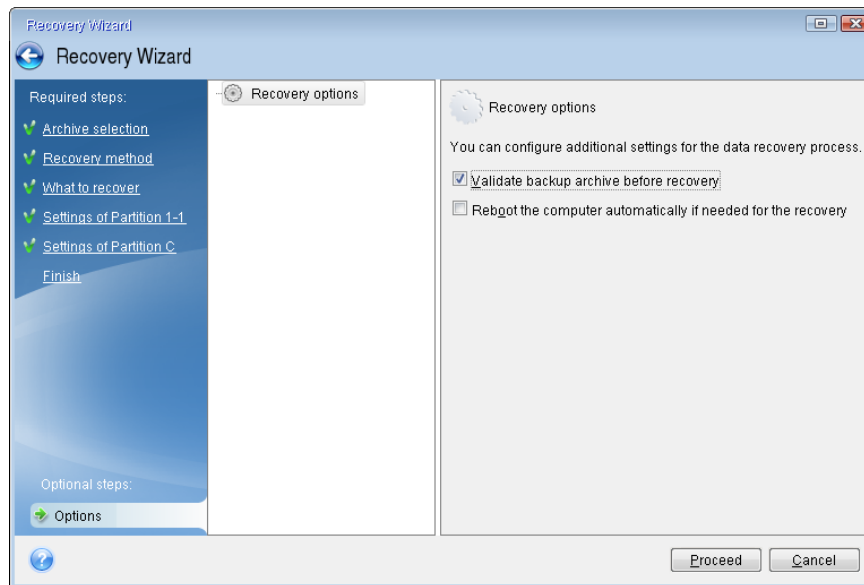 Recovery Wizard
Recovery Wizard
Required steps:
Archive selection
Recovery method
What to recover
Settings of Partition 1-1
Settings of Partition C
Finish
Optional steps:
Options
Recovery options
Recovery options
You can configure additional settings for the data recovery process.
Validate backup archive before recovery
Reboot the computer automatically if needed for the recovery
?
Proceed
Cancel